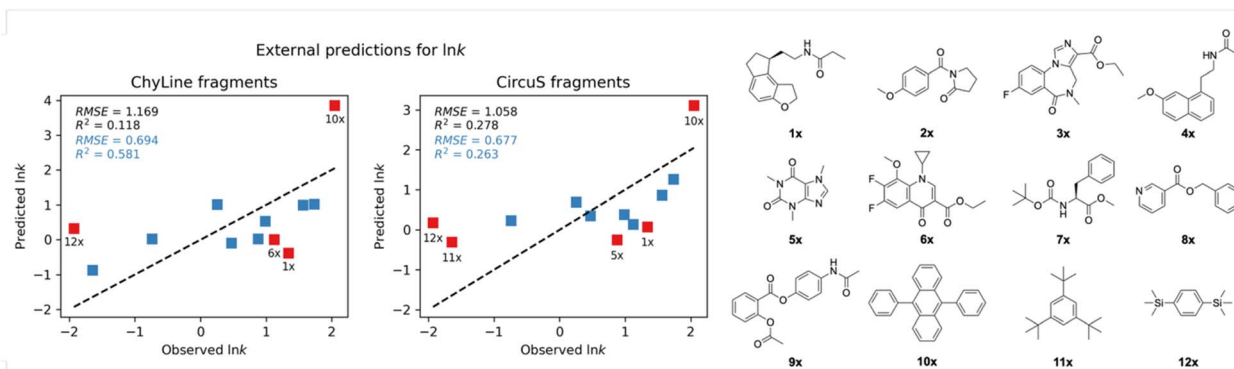 External predictions for lnk
ChyLine fragments
CircuS fragments
RMSE = 1.169
R² = 0.118
RMSE = 0.694
R² = 0.581
10x
12x
6x
1x
4
3
2
1
0
−1
−2
−2 −1 0 1 2
Predicted lnk
Observed lnk
RMSE = 1.058
R² = 0.278
RMSE = 0.677
R² = 0.263
10x
12x
11x
5x
1x
3
2
1
0
−1
−2
−2 −1 0 1 2
Predicted lnk
Observed lnk
H
N
O
O
1x
O
N
O
O
2x
N
N
O
O
F
N
O
3x
HN
O
4x
O
N
N
O
N
N
5x
O
N
F
F
O
O
O
6x
O
O
N
H
O
O
7x
O
O
N
8x
H
N
O
O
O
O
O
9x
10x
11x
Si
Si
12x